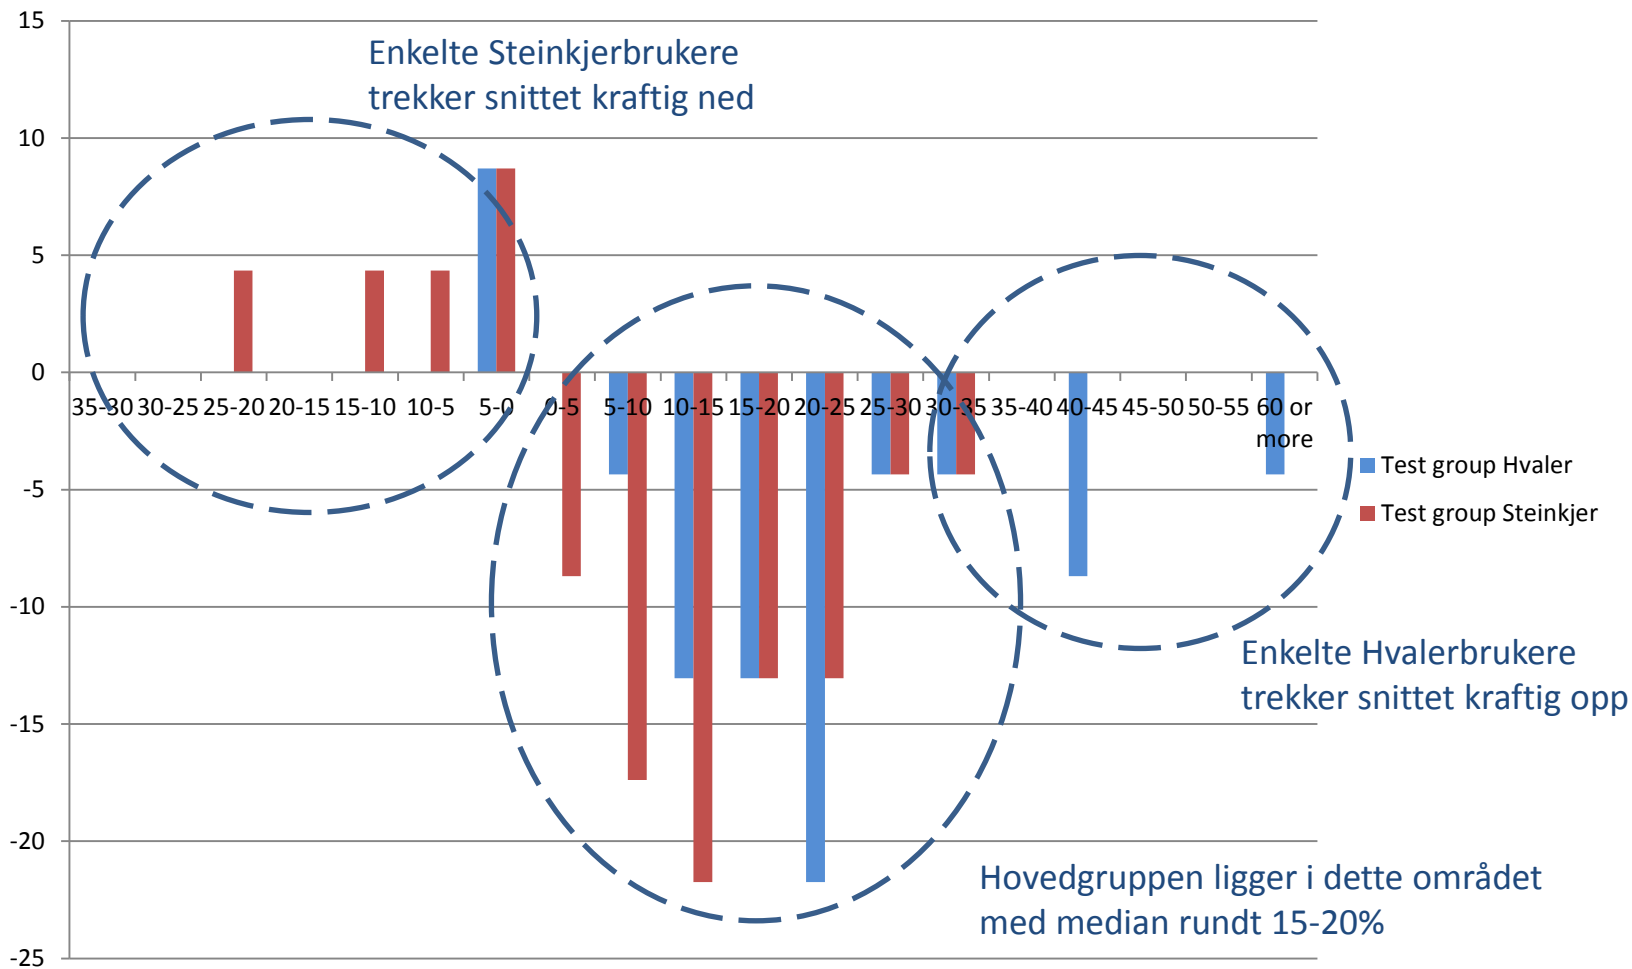 15
Enkelte Steinkjerbrukere
trekker snittet kraftig ned
10
5
0
35-30 30-25 25-20 20-15 15-10 10-5 5-0 0-5 5-10 10-15 15-20 20-25 25-30 30-35 35-40 40-45 45-50 50-55 60 or
more
Test group Hvaler
-5
Test group Steinkjer
-10
Enkelte Hvalerbrukere
trekker snittet kraftig opp
-15
-20
Hovedgruppen ligger i dette området
med median rundt 15-20%
-25